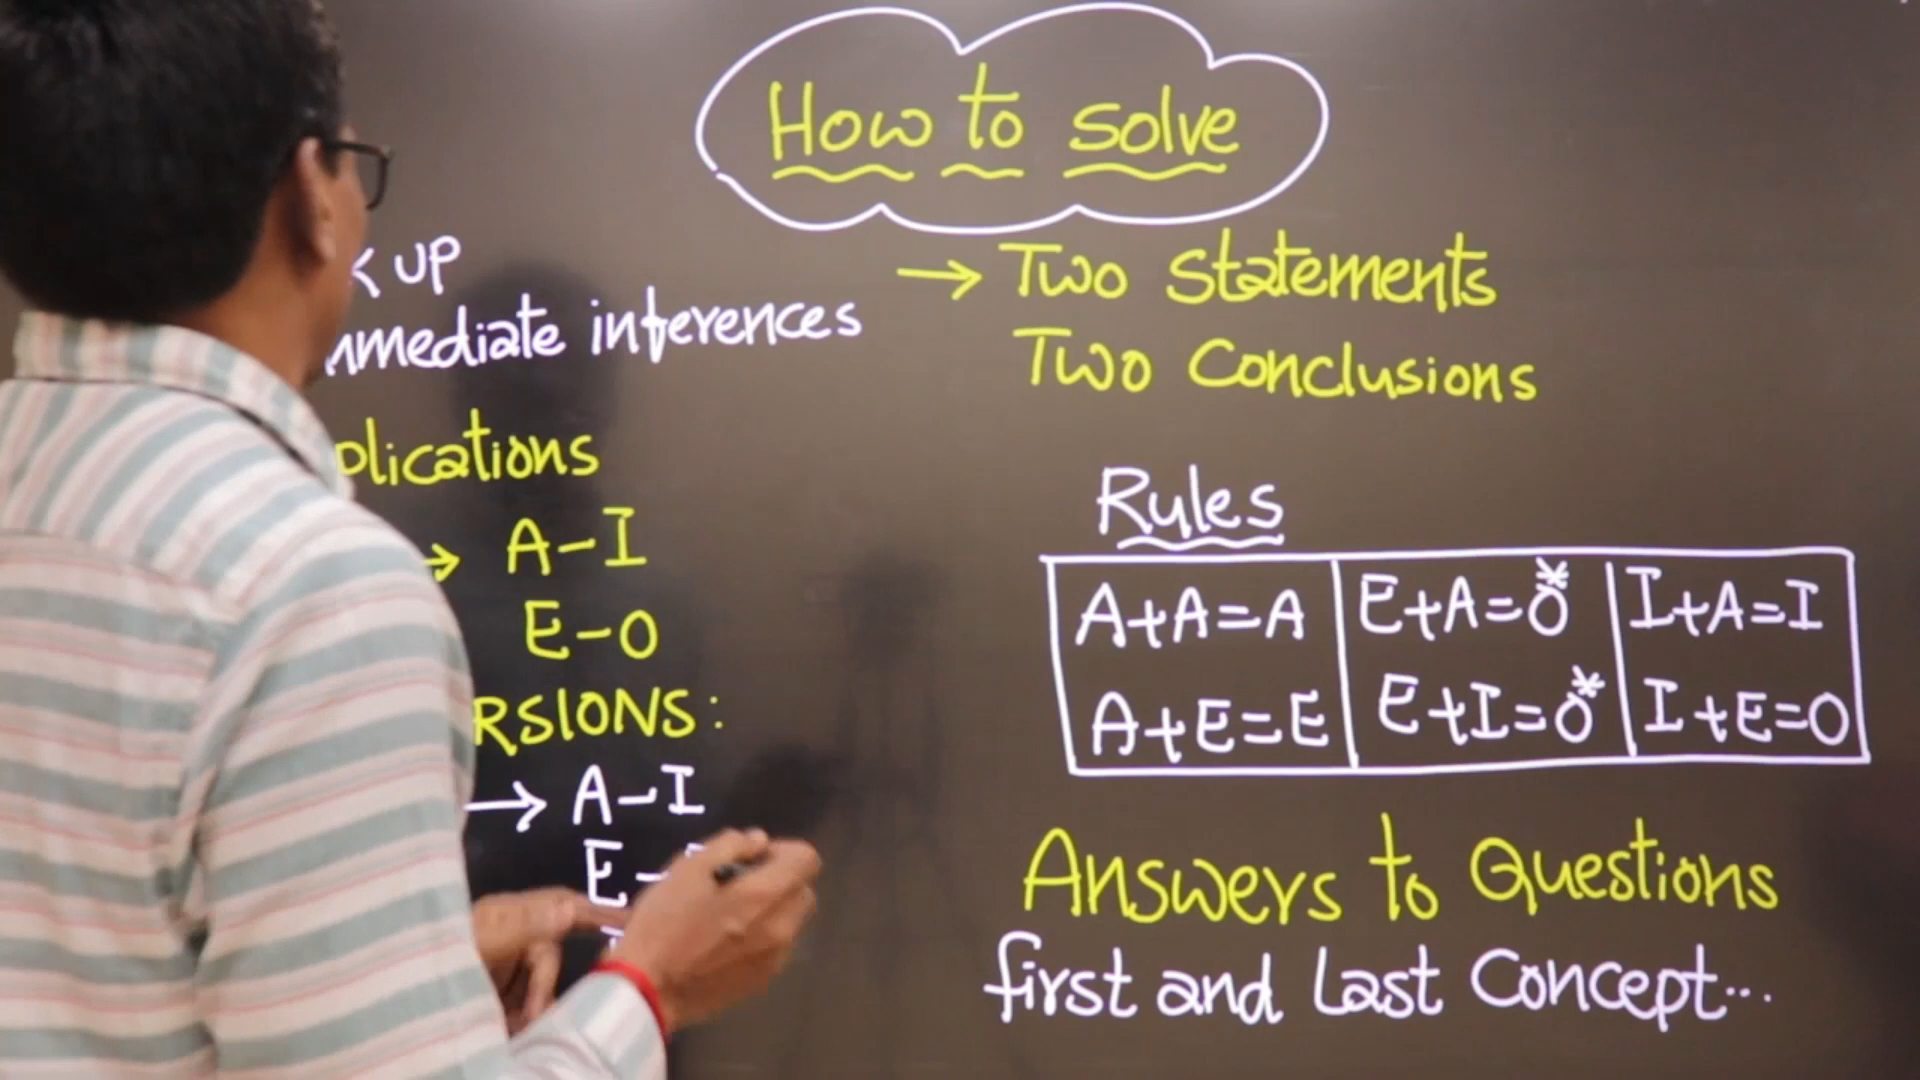 How to solve
UP
mmediate inferences
plications
→ A-I
E-O
RSIONS:
→ A-I
E-
→ Two Statements
Two Conclusions
Rules
A+A=A E+A=O* I+A=I
A+E=E E+I=O* I+E=O
Answers to Questions
first and Last Concept...